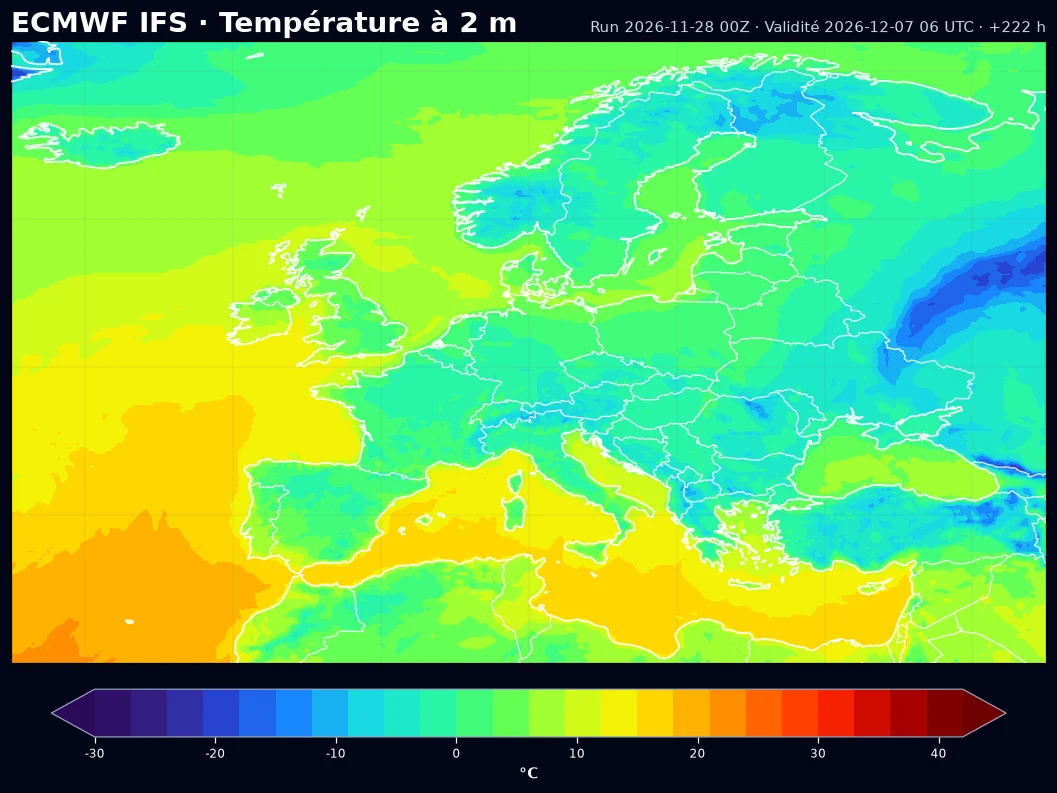 ECMWF IFS · Température à 2 m
Run 2026-11-28 00Z · Validité 2026-12-07 06 UTC · +222 h
-30 -20 -10 0 10 20 30 40
°C